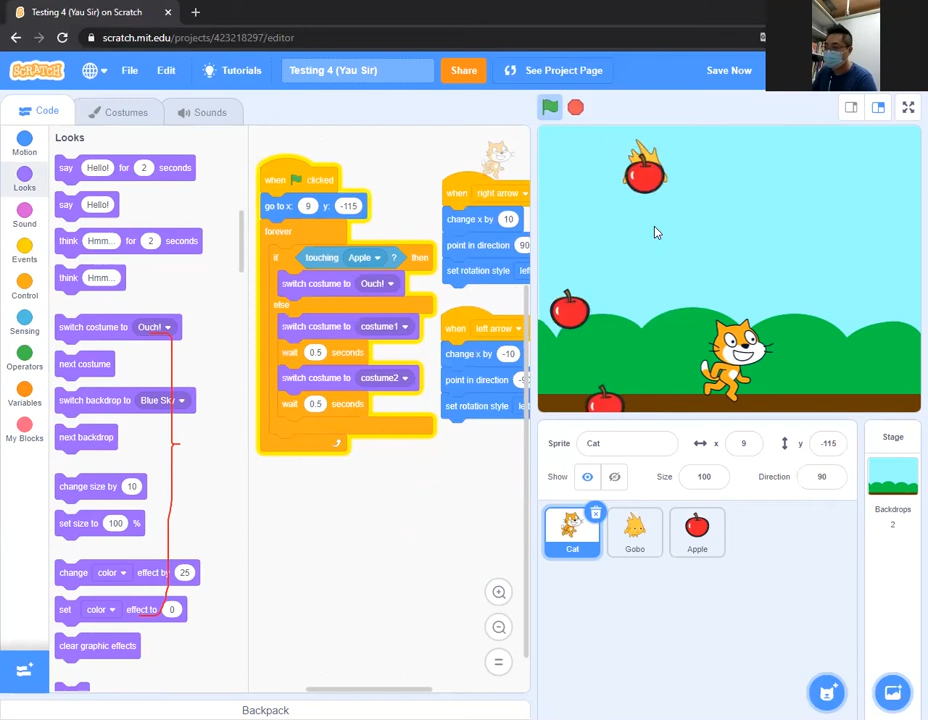 Testing 4 (Yau Sir) on Scratch
scratch.mit.edu/projects/423218297/editor
SCRATCH
File
Edit
Tutorials
Testing 4 (Yau Sir)
Share
See Project Page
Save Now
Code
Costumes
Sounds
Motion
Looks
Sound
Events
Control
Sensing
Operators
Variables
My Blocks
Looks
say Hello! for 2 seconds
say Hello!
think Hmm... for 2 seconds
think Hmm...
switch costume to Ouch!
next costume
switch backdrop to Blue Sky
next backdrop
change size by 10
set size to 100 %
change color effect by 25
set color effect to 0
clear graphic effects
when clicked
go to x: 9 y: -115
forever
if touching Apple ? then
switch costume to Ouch!
else
switch costume to costume1
wait 0.5 seconds
switch costume to costume2
wait 0.5 seconds
when right arrow
change x by 10
point in direction 90
set rotation style
when left arrow
change x by -10
point in direction
set rotation style
Sprite Cat x 9 y -115
Show Size 100 Direction 90
Cat
Gobo
Apple
Stage
Backdrops
2
Backpack